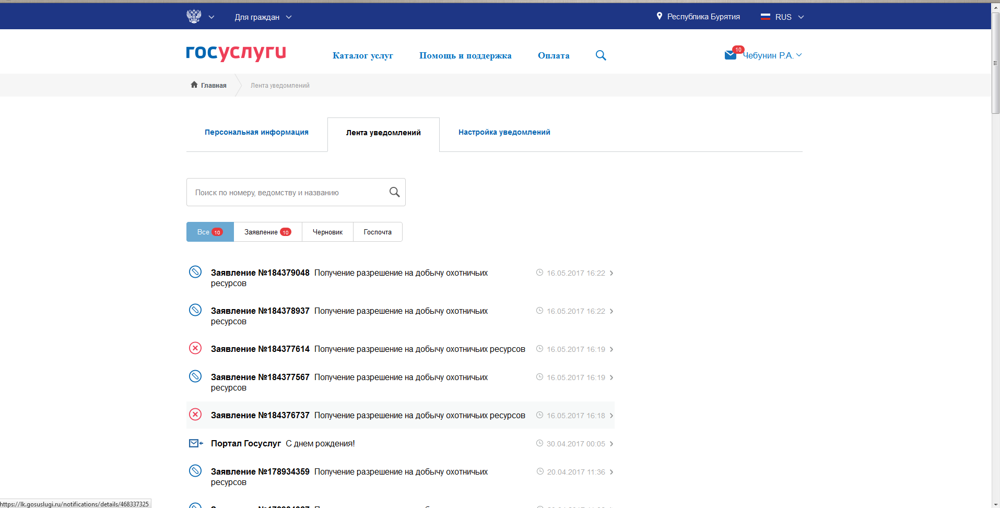 Для граждан
Республика Бурятия
RUS
госуслуги
Каталог услуг
Помощь и поддержка
Оплата
10
Чебунин Р.А.
Главная
Лента уведомлений
Персональная информация
Лента уведомлений
Настройка уведомлений
Поиск по номеру, ведомству и названию
Все 10
Заявление 10
Черновик
Госпочта
Заявление №184379048 Получение разрешение на добычу охотничьих
ресурсов
16.05.2017 16:22
Заявление №184378937 Получение разрешение на добычу охотничьих
ресурсов
16.05.2017 16:22
Заявление №184377614 Получение разрешение на добычу охотничьих ресурсов
16.05.2017 16:19
Заявление №184377567 Получение разрешение на добычу охотничьих
ресурсов
16.05.2017 16:19
Заявление №184376737 Получение разрешение на добычу охотничьих ресурсов
16.05.2017 16:18
Портал Госуслуг С днем рождения!
30.04.2017 00:05
Заявление №178934359 Получение разрешение на добычу охотничьих
ресурсов
20.04.2017 11:36
https://lk.gosuslugi.ru/notifications/details/468337325